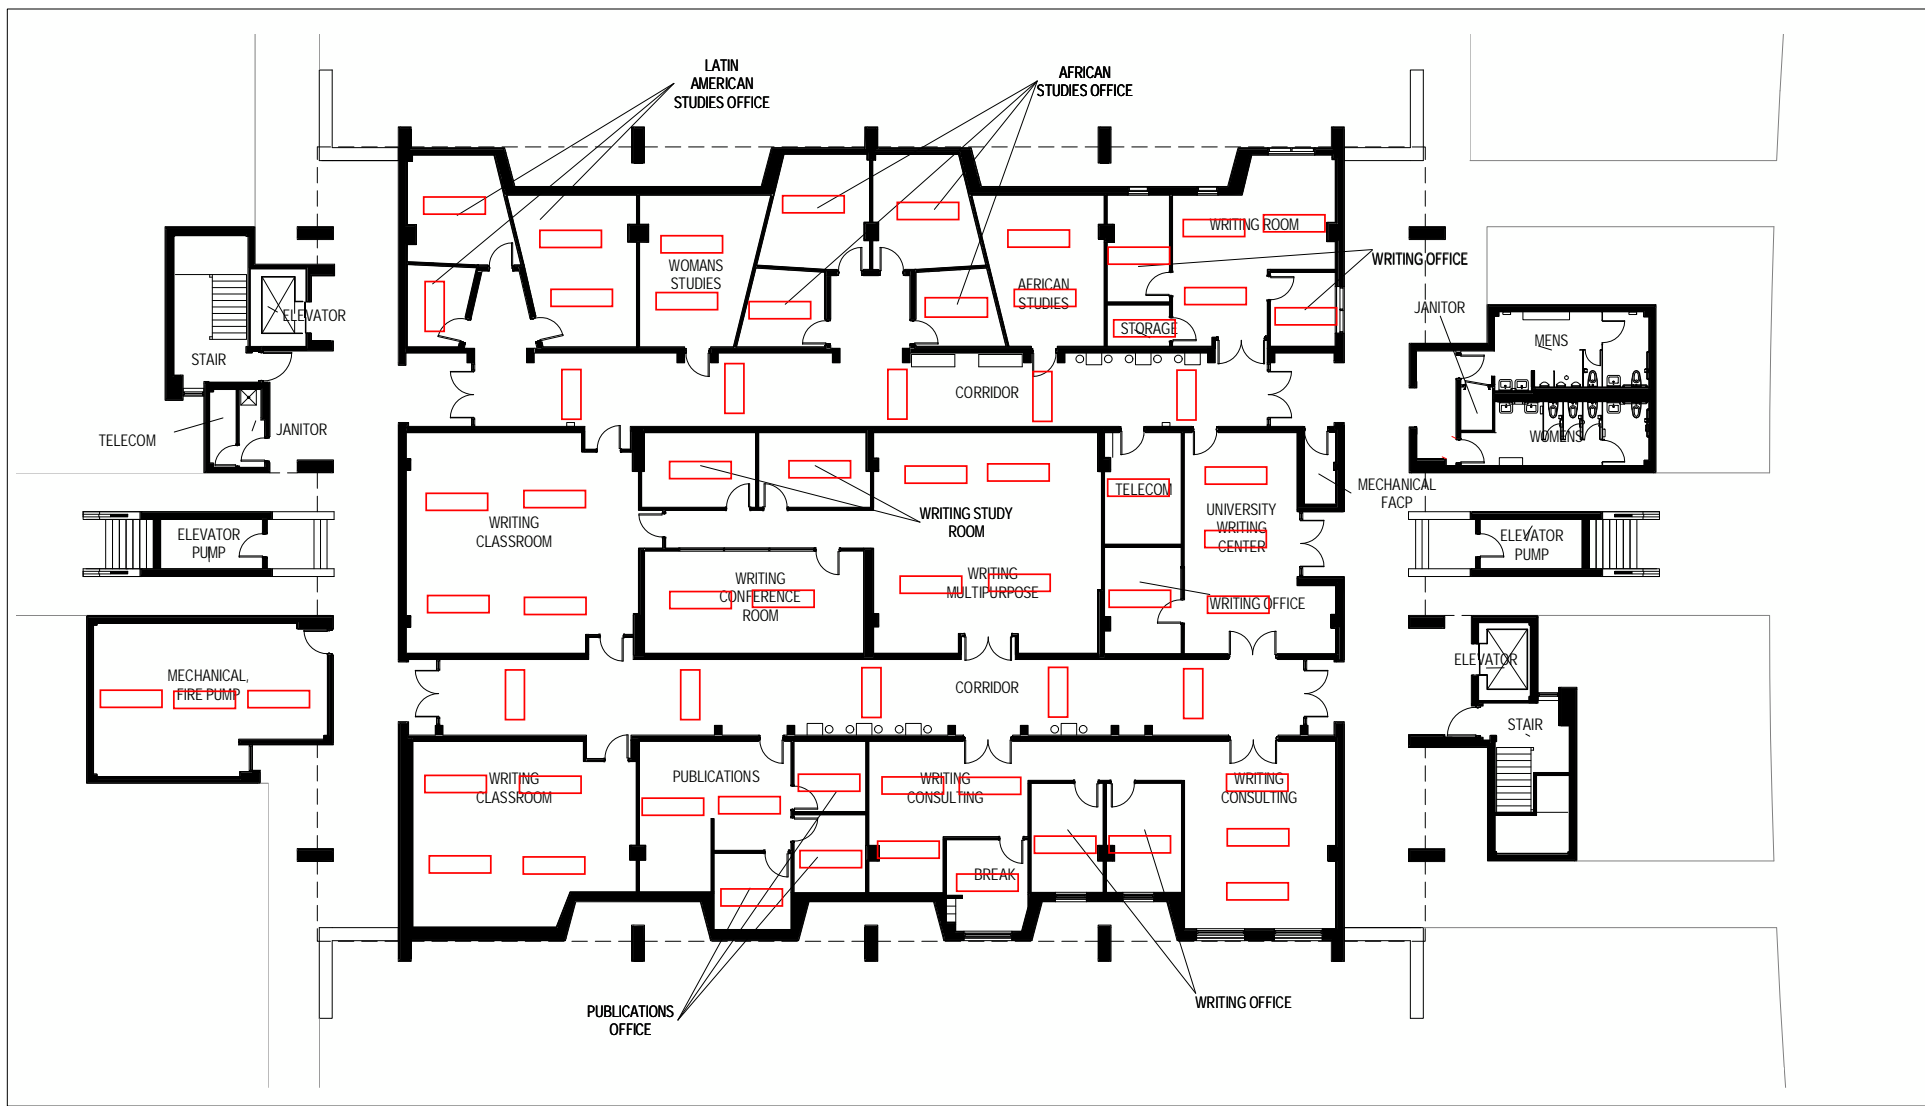 LATIN
AMERICAN
STUDIES OFFICE
AFRICAN
STUDIES OFFICE
WRITING ROOM
WOMANS
STUDIES
WRITING OFFICE
AFRICAN
STUDIES
STORAGE
ELEVATOR
STAIR
JANITOR
MENS
CORRIDOR
TELECOM
JANITOR
WOMENS
MECHANICAL
FACP
TELECOM
WRITING STUDY
ROOM
UNIVERSITY
WRITING
CENTER
WRITING
CLASSROOM
ELEVATOR
PUMP
ELEVATOR
PUMP
WRITING
CONFERENCE
ROOM
WRITING
MULTIPURPOSE
WRITING OFFICE
MECHANICAL,
FIRE PUMP
CORRIDOR
ELEVATOR
STAIR
WRITING
CLASSROOM
PUBLICATIONS
WRITING
CONSULTING
WRITING
CONSULTING
BREAK
PUBLICATIONS
OFFICE
WRITING OFFICE